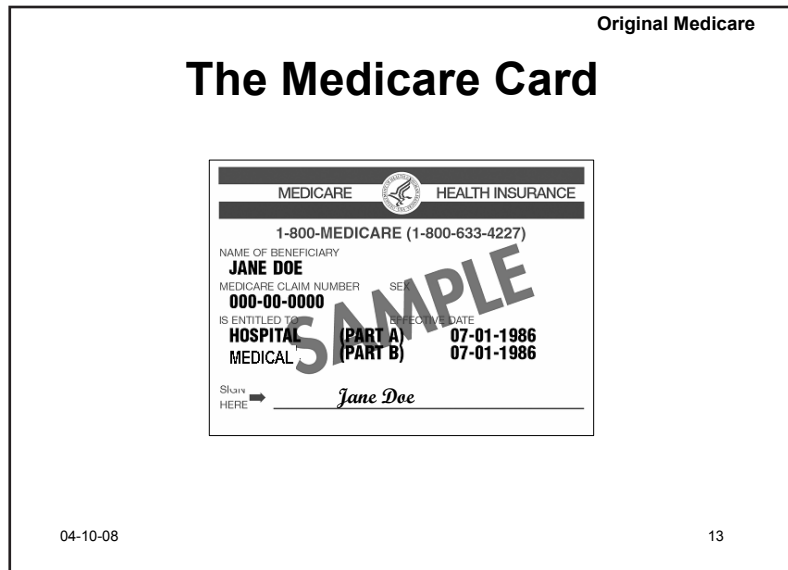 Original Medicare
The Medicare Card
MEDICARE HEALTH INSURANCE
1-800-MEDICARE (1-800-633-4227)
NAME OF BENEFICIARY
JANE DOE
MEDICARE CLAIM NUMBER SEX
000-00-0000
IS ENTITLED TO EFFECTIVE DATE
HOSPITAL (PART A) 07-01-1986
MEDICAL (PART B) 07-01-1986
SAMPLE
SIGN
HERE Jane Doe
04-10-08 13